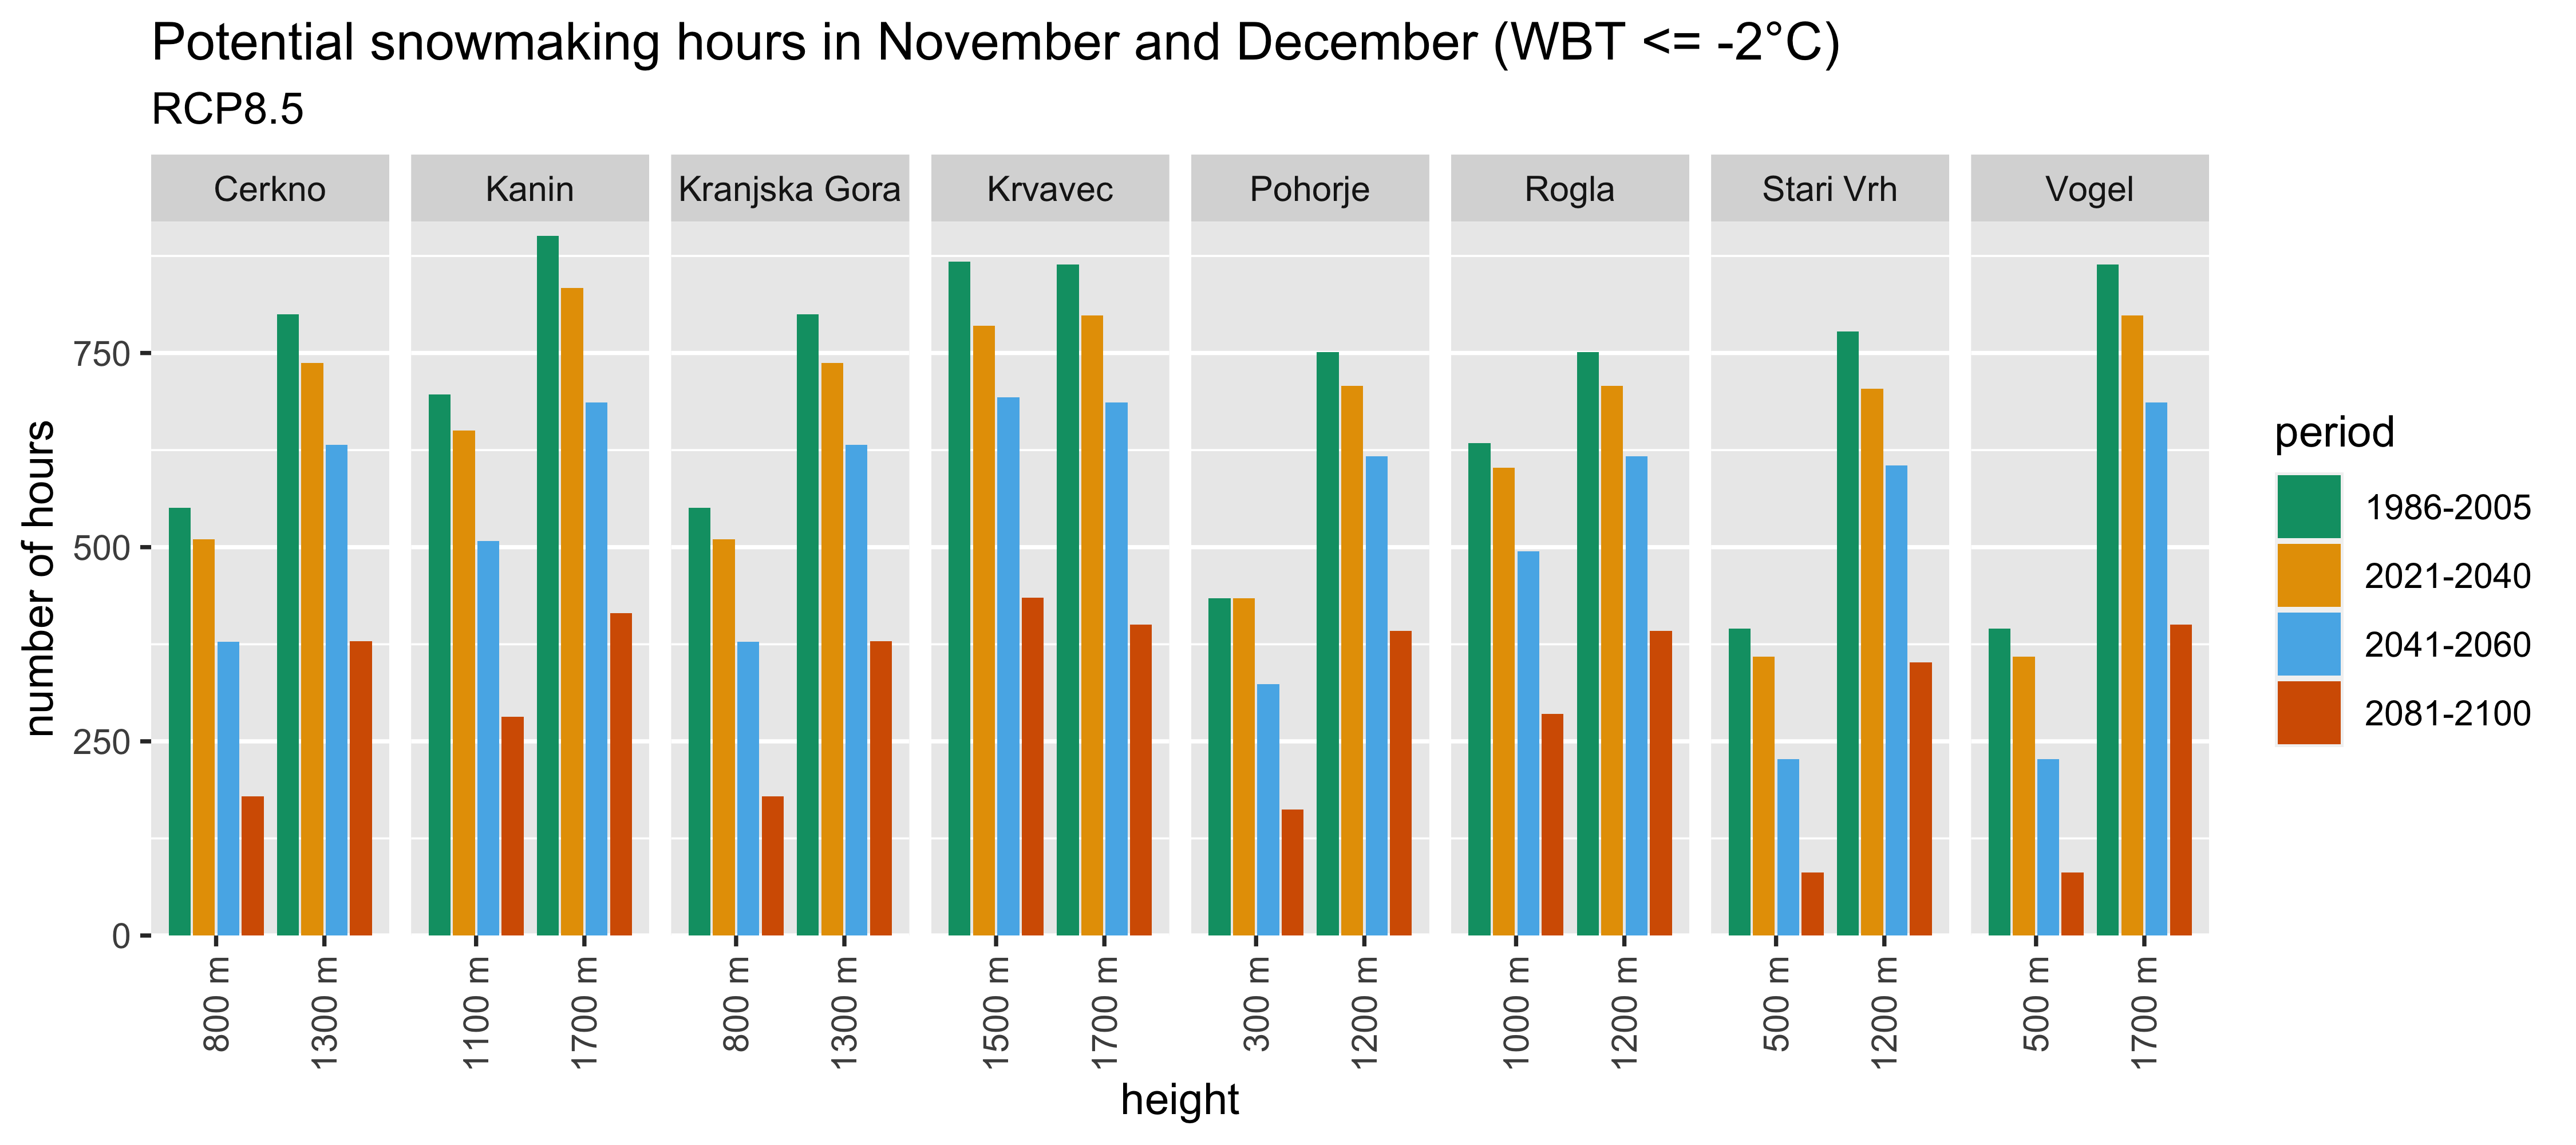 Potential snowmaking hours in November and December (WBT <= -2°C)
RCP8.5
Cerkno Kanin Kranjska Gora Krvavec Pohorje Rogla Stari Vrh Vogel
number of hours
750
500
250
0
800 m 1300 m 1100 m 1700 m 800 m 1300 m 1500 m 1700 m 300 m 1200 m 1000 m 1200 m 500 m 1200 m 500 m 1700 m
height
period
1986-2005
2021-2040
2041-2060
2081-2100